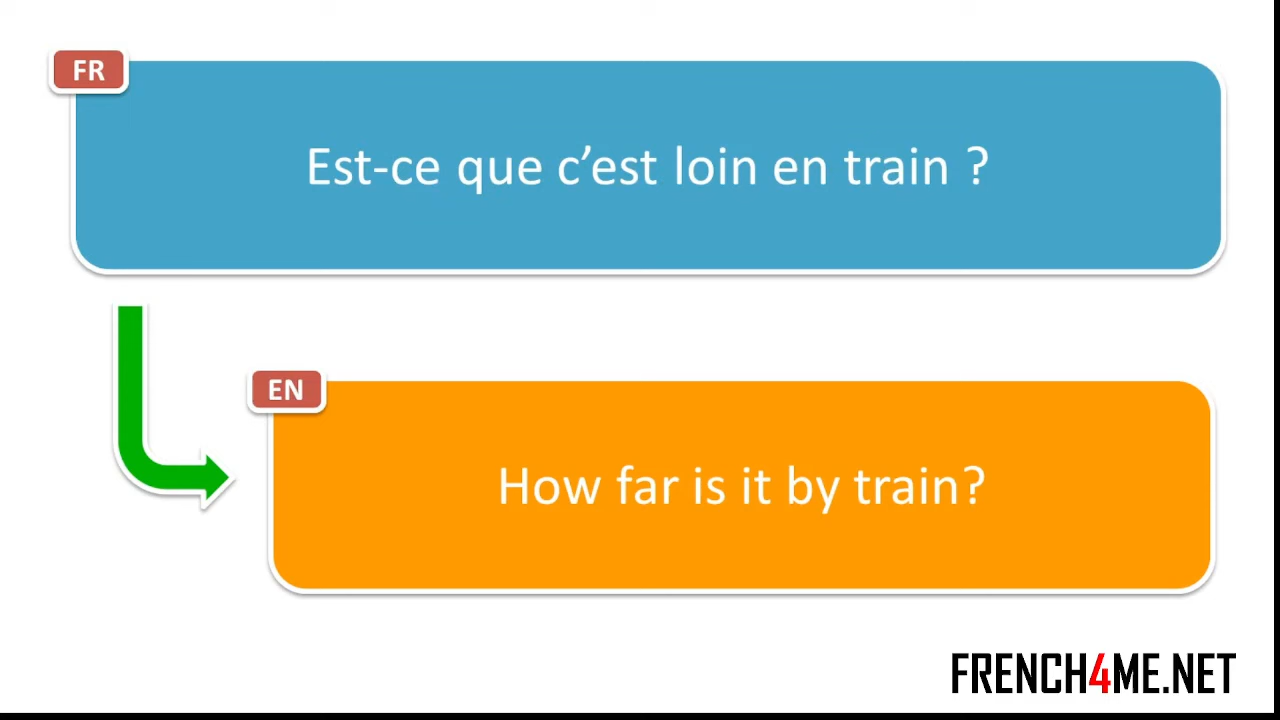 FR
Est-ce que c’est loin en train ?
EN
How far is it by train?
FRENCH4ME.NET